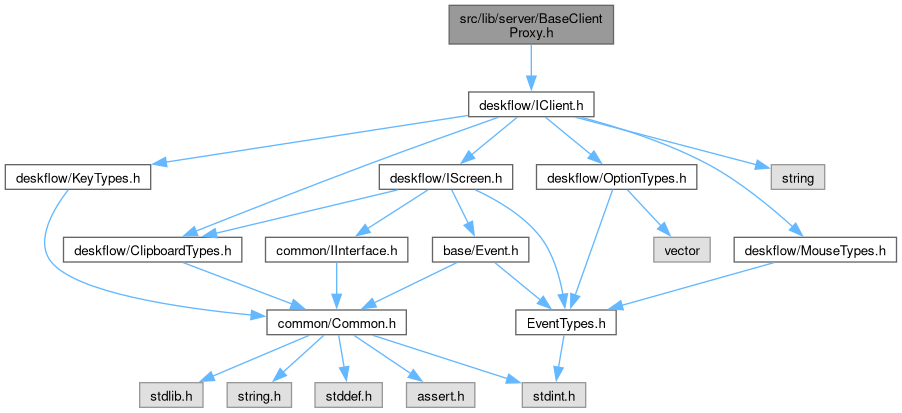 src/lib/server/BaseClient
Proxy.h
deskflow/IClient.h
deskflow/KeyTypes.h
deskflow/IScreen.h
deskflow/OptionTypes.h
string
deskflow/ClipboardTypes.h
common/IInterface.h
base/Event.h
vector
deskflow/MouseTypes.h
common/Common.h
EventTypes.h
stdlib.h
string.h
stddef.h
assert.h
stdint.h